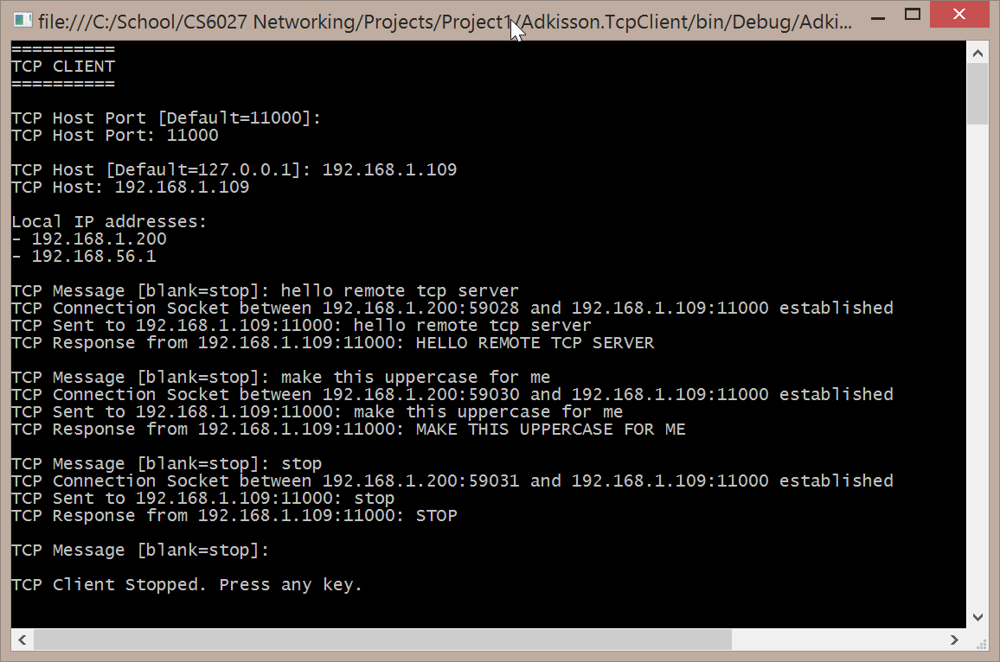 file:///C:/School/CS6027 Networking/Projects/Project1/Adkisson.TcpClient/bin/Debug/Adki...
==========
TCP CLIENT
==========
TCP Host Port [Default=11000]:
TCP Host Port: 11000
TCP Host [Default=127.0.0.1]: 192.168.1.109
TCP Host: 192.168.1.109
Local IP addresses:
- 192.168.1.200
- 192.168.56.1
TCP Message [blank=stop]: hello remote tcp server
TCP Connection Socket between 192.168.1.200:59028 and 192.168.1.109:11000 established
TCP Sent to 192.168.1.109:11000: hello remote tcp server
TCP Response from 192.168.1.109:11000: HELLO REMOTE TCP SERVER
TCP Message [blank=stop]: make this uppercase for me
TCP Connection Socket between 192.168.1.200:59030 and 192.168.1.109:11000 established
TCP Sent to 192.168.1.109:11000: make this uppercase for me
TCP Response from 192.168.1.109:11000: MAKE THIS UPPERCASE FOR ME
TCP Message [blank=stop]: stop
TCP Connection Socket between 192.168.1.200:59031 and 192.168.1.109:11000 established
TCP Sent to 192.168.1.109:11000: stop
TCP Response from 192.168.1.109:11000: STOP
TCP Message [blank=stop]:
TCP Client Stopped. Press any key.